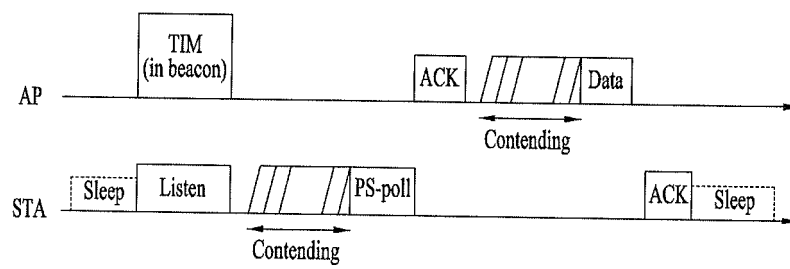 TIM
(in beacon)
AP
ACK
Data
Contending
STA
Sleep
Listen
PS-poll
ACK
Sleep
Contending